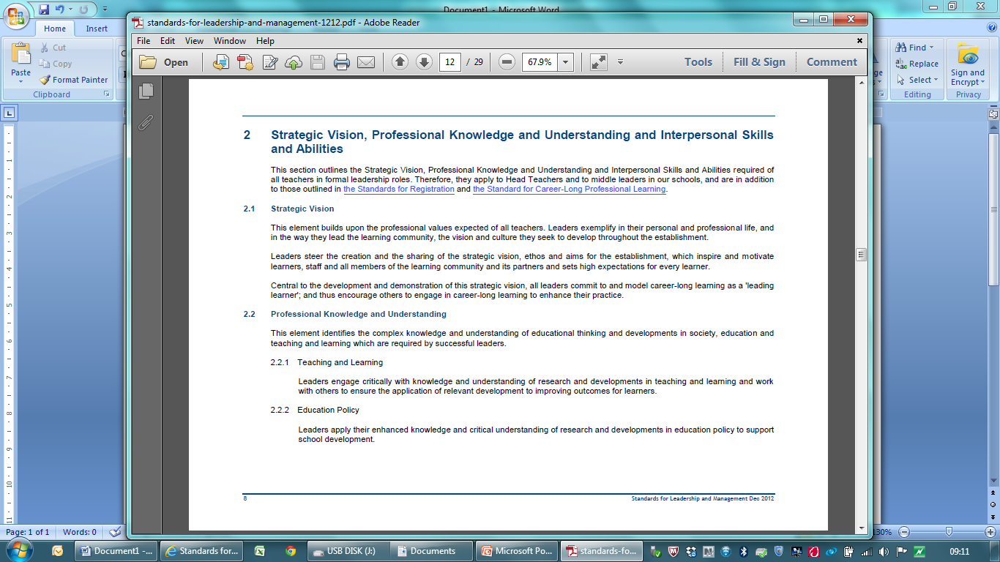 Document1 - Microsoft Word
Home Insert
Paste
Cut
Copy
Format Painter
Clipboard
Find
Replace
Select
Editing
Sign and
Encrypt
Privacy
standards-for-leadership-and-management-1212.pdf - Adobe Reader
File Edit View Window Help
Open 12 / 29 67.9% Tools Fill & Sign Comment
2 Strategic Vision, Professional Knowledge and Understanding and Interpersonal Skills
and Abilities
This section outlines the Strategic Vision, Professional Knowledge and Understanding and Interpersonal Skills and Abilities required of
all teachers in formal leadership roles. Therefore, they apply to Head Teachers and to middle leaders in our schools, and are in addition
to those outlined in the Standards for Registration and the Standard for Career-Long Professional Learning.
2.1 Strategic Vision
This element builds upon the professional values expected of all teachers. Leaders exemplify in their personal and professional life, and
in the way they lead the learning community, the vision and culture they seek to develop throughout the establishment.
Leaders steer the creation and the sharing of the strategic vision, ethos and aims for the establishment, which inspire and motivate
learners, staff and all members of the learning community and its partners and sets high expectations for every learner.
Central to the development and demonstration of this strategic vision, all leaders commit to and model career-long learning as a 'leading
learner'; and thus encourage others to engage in career-long learning to enhance their practice.
2.2 Professional Knowledge and Understanding
This element identifies the complex knowledge and understanding of educational thinking and developments in society, education and
teaching and learning which are required by successful leaders.
2.2.1 Teaching and Learning
Leaders engage critically with knowledge and understanding of research and developments in teaching and learning and work
with others to ensure the application of relevant development to improving outcomes for learners.
2.2.2 Education Policy
Leaders apply their enhanced knowledge and critical understanding of research and developments in education policy to support
school development.
8 Standards for Leadership and Management Dec 2012
Page: 1 of 1 Words: 0 130%
Document1 -... Standards for... USB DISK (J:) Documents Microsoft Po... standards-fo... 09:11